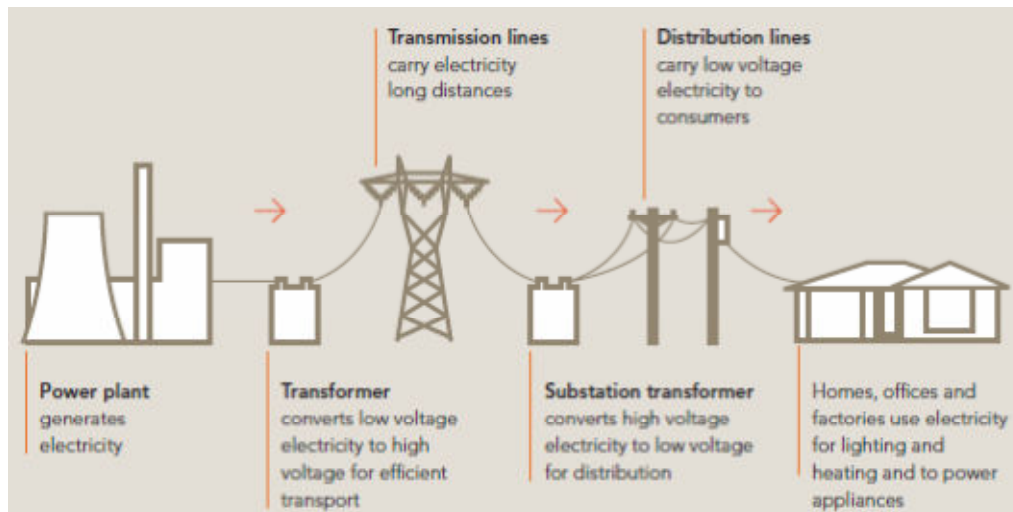 Transmission lines
carry electricity
long distances
Distribution lines
carry low voltage
electricity to
consumers
Power plant
generates
electricity
Transformer
converts low voltage
electricity to high
voltage for efficient
transport
Substation transformer
converts high voltage
electricity to low voltage
for distribution
Homes, offices and
factories use electricity
for lighting and
heating and to power
appliances